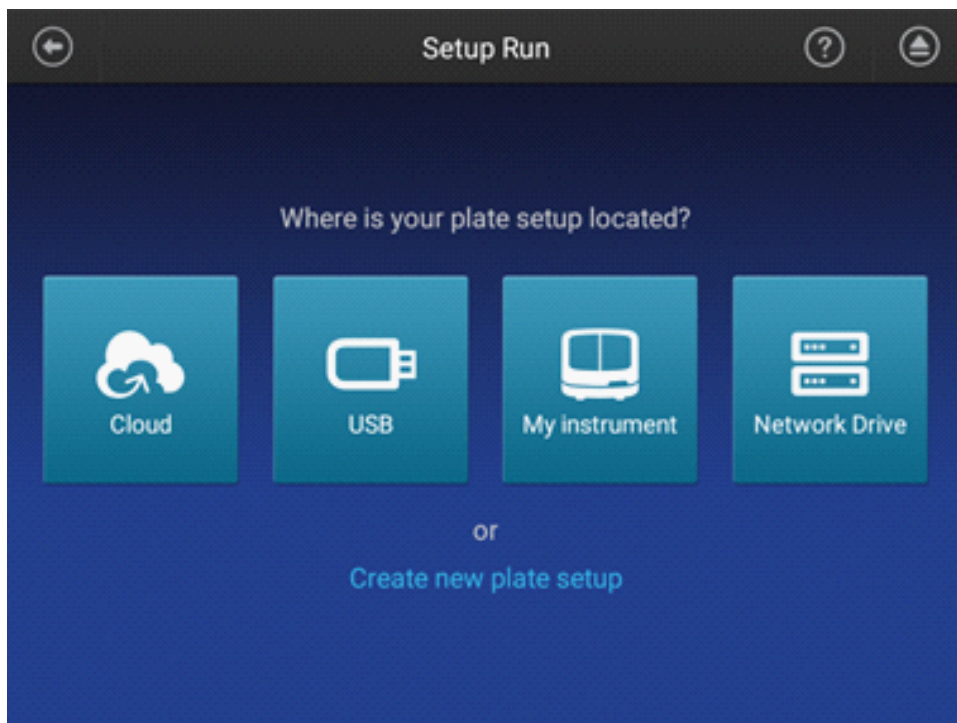 Setup Run
Where is your plate setup located?
Cloud
USB
My instrument
Network Drive
or
Create new plate setup